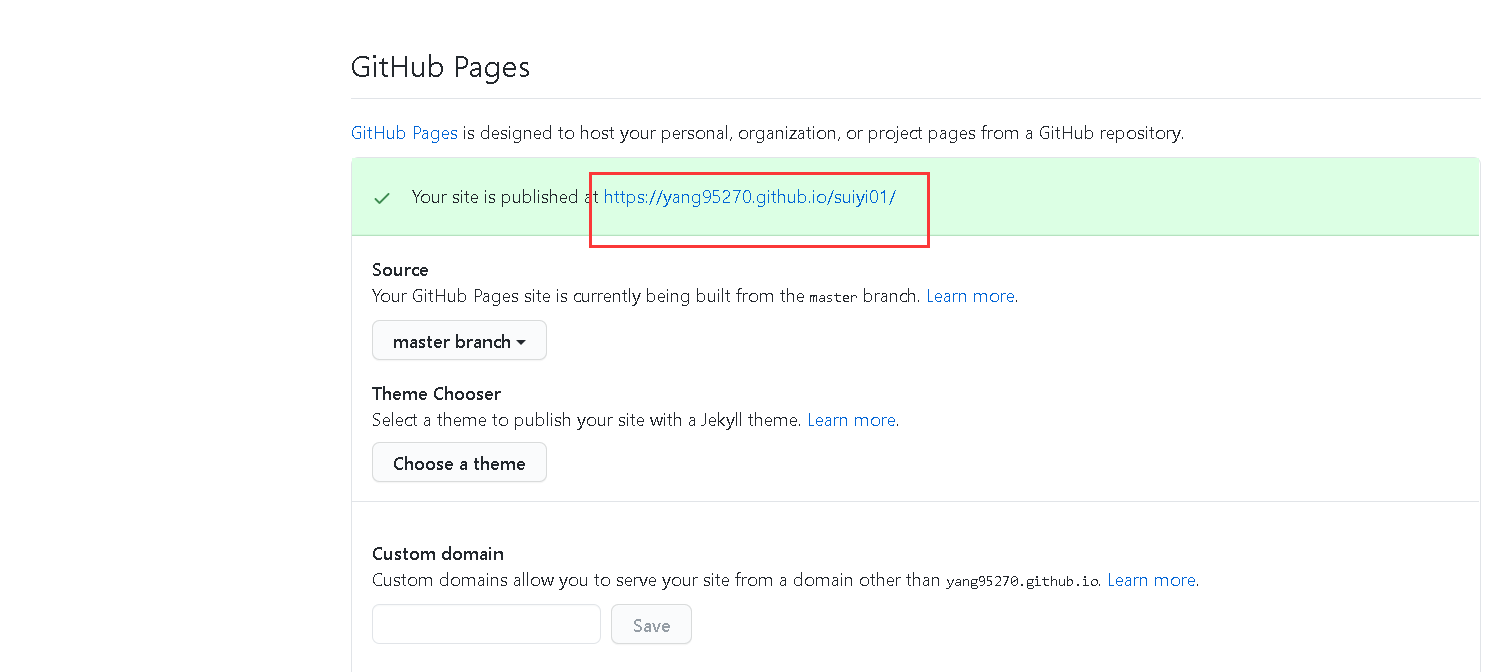 GitHub Pages
GitHub Pages is designed to host your personal, organization, or project pages from a GitHub repository.
Your site is published at https://yang95270.github.io/suiyi01/
Source
Your GitHub Pages site is currently being built from the master branch. Learn more.
master branch
Theme Chooser
Select a theme to publish your site with a Jekyll theme. Learn more.
Choose a theme
Custom domain
Custom domains allow you to serve your site from a domain other than yang95270.github.io. Learn more.
Save